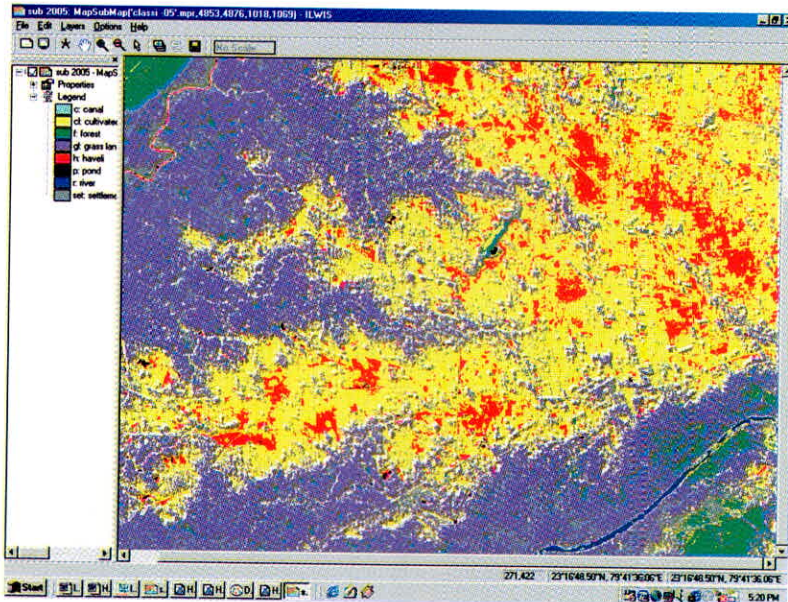 sub 2005: MapSubMap('classi -05'.mpr,4853,4876,1018,1069) - ILWIS
File Edit Layers Options Help
No Scale
sub 2005 - MapS
Properties
Legend
c: canal
cl: cultivated
f: forest
gl: grass lan
h: haveli
p: pond
r: river
set: settleme
271,422 23°16'48.50"N, 79°41'36.06"E 23°16'48.50"N, 79°41'36.06"E
Start L. H. L. s. H. H. D. H. s.
5:20 PM